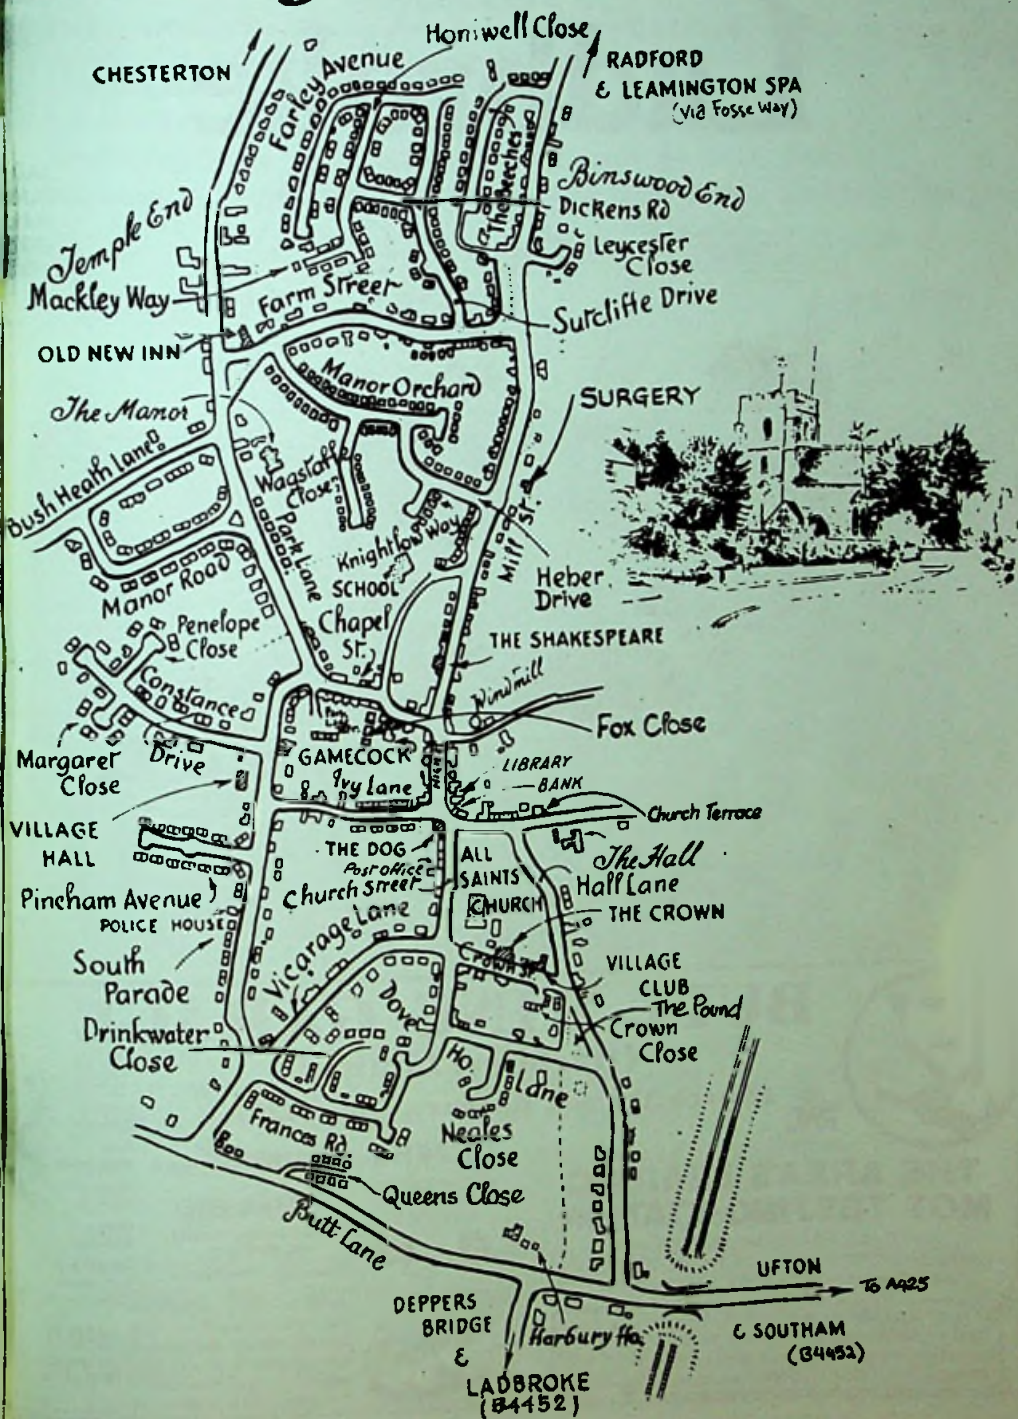 Honiwell Close
CHESTERTON
Farley Avenue
RADFORD
& LEAMINGTON SPA
(via Fosse Way)
The Beeches
Binswood End
Dickens Rd
Leycester
Close
Temple End
Mackley Way
Farm Street
Sutcliffe Drive
OLD NEW INN
Manor Orchard
The Manor
SURGERY
Bush Heath Lane
Wagstaffe
Close
Park Lane
Knightlow Way
SCHOOL
Mill St.
Manor Road
Heber
Drive
Penelope
Close
Chapel
St.
THE SHAKESPEARE
Constance
Drive
Windmill
Fox Close
Margaret
Close
GAMECOCK
HIGH
LIBRARY
BANK
Ivy Lane
Church Terrace
VILLAGE
HALL
THE DOG
Post office
ALL
SAINTS
CHURCH
The Hall
Hall Lane
Church Street
Pincham Avenue
THE CROWN
POLICE HOUSE
Vicarage Lane
Crown St.
South
Parade
VILLAGE
CLUB
The Pound
Dove
Crown
Close
Drinkwater
Close
Ho.
Lane
Frances Rd.
Neales
Close
Queens Close
Butt Lane
UFTON
To A425
DEPPERS
BRIDGE
&
LADBROKE
(B4452)
Harbury Ho.
& SOUTHAM
(B4452)